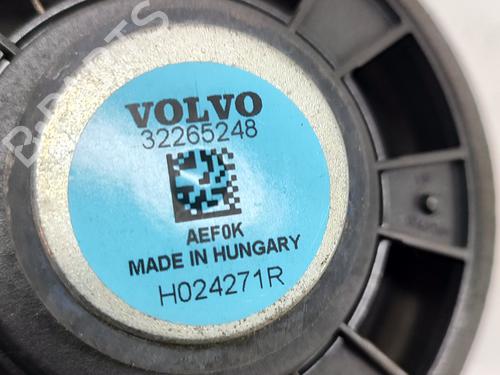 VOLVO
32265248
AEF0K
MADE IN HUNGARY
H024271R